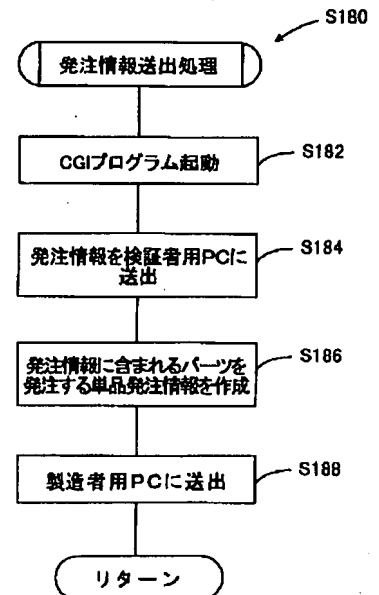 S180
発注情報送出処理
CGIプログラム起動
S182
発注情報を検証者用PCに
送出
S184
発注情報に含まれるパーツを
発注する単品発注情報を作成
S186
製造者用PCに送出
S188
リターン